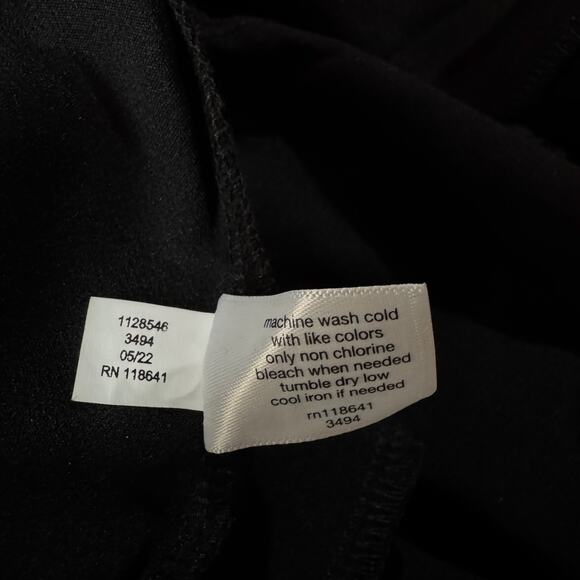 1128546
3494
05/22
RN 118641
machine wash cold
with like colors
only non chlorine
bleach when needed
tumble dry low
cool iron if needed
rn118641
3494